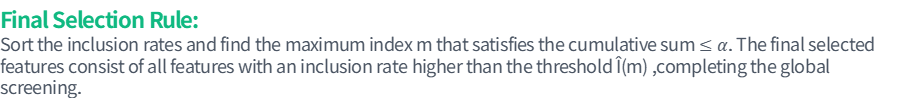 Final Selection Rule:
Sort the inclusion rates and find the maximum index m that satisfies the cumulative sum ≤ α. The final selected
features consist of all features with an inclusion rate higher than the threshold Î(m) ,completing the global
screening.